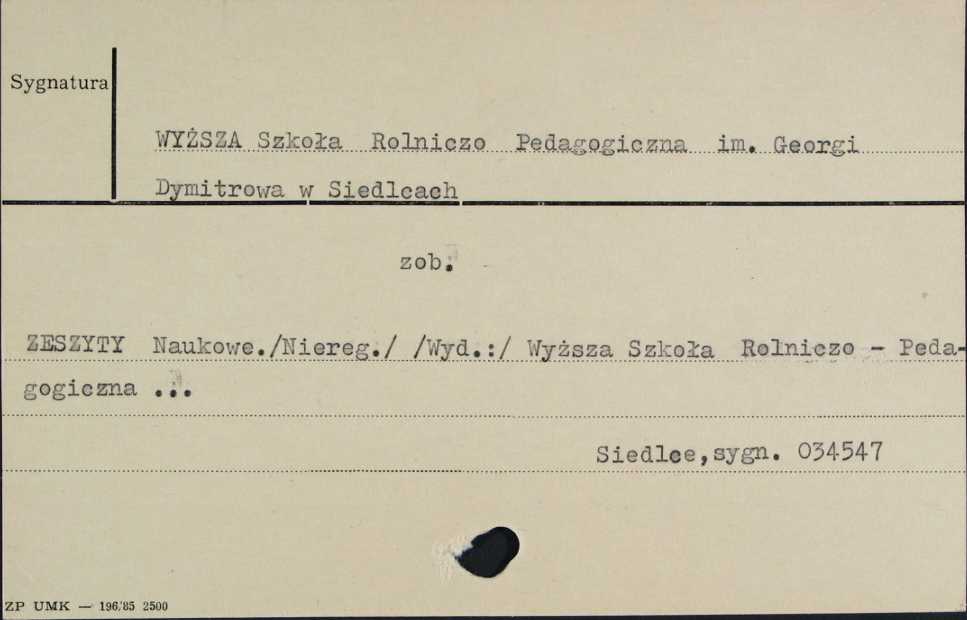 Sygnatura
WYŻSZA Szkoła Rolniczo Pedagogiczna im. Georgi
Dymitrowa w Siedlcach
zob.
ZESZYTY Naukowe./Niereg./ /Wyd.:/ Wyższa Szkoła Rolniczo - Peda-
gogiczna ...
Siedlce,sygn. 034547
ZP UMK — 196/85 2500